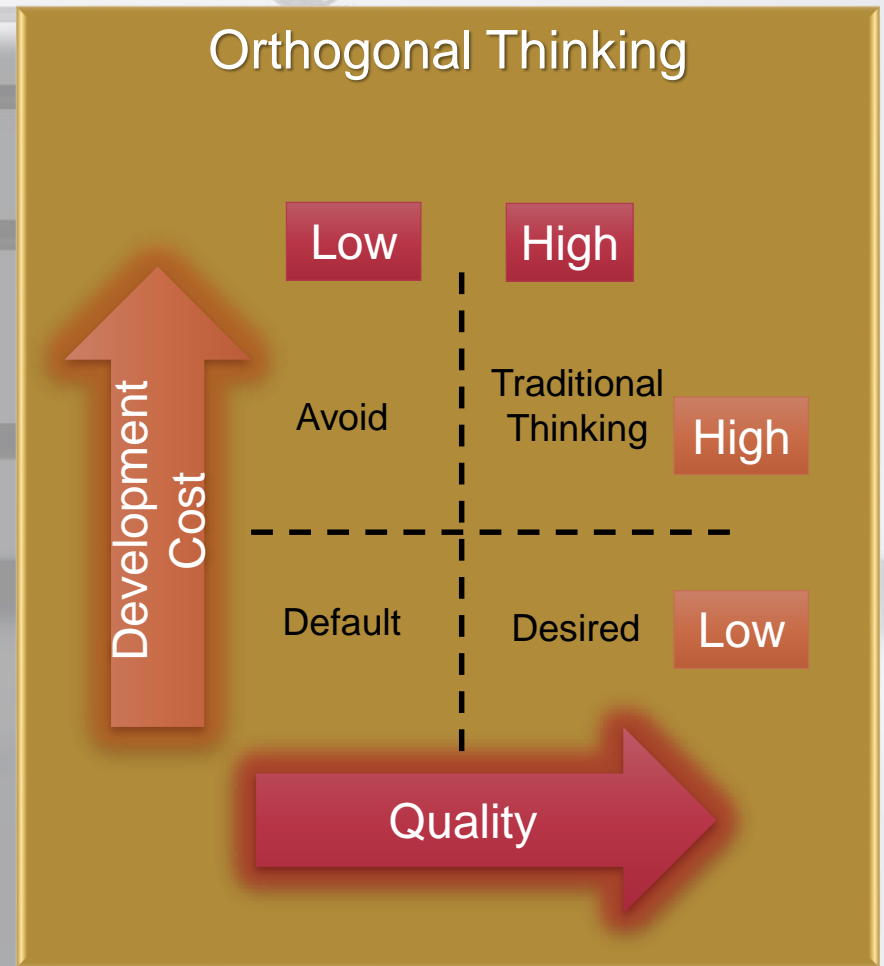 Orthogonal Thinking
Low
High
Development
Cost
Avoid
Traditional
Thinking
High
Default
Desired
Low
Quality